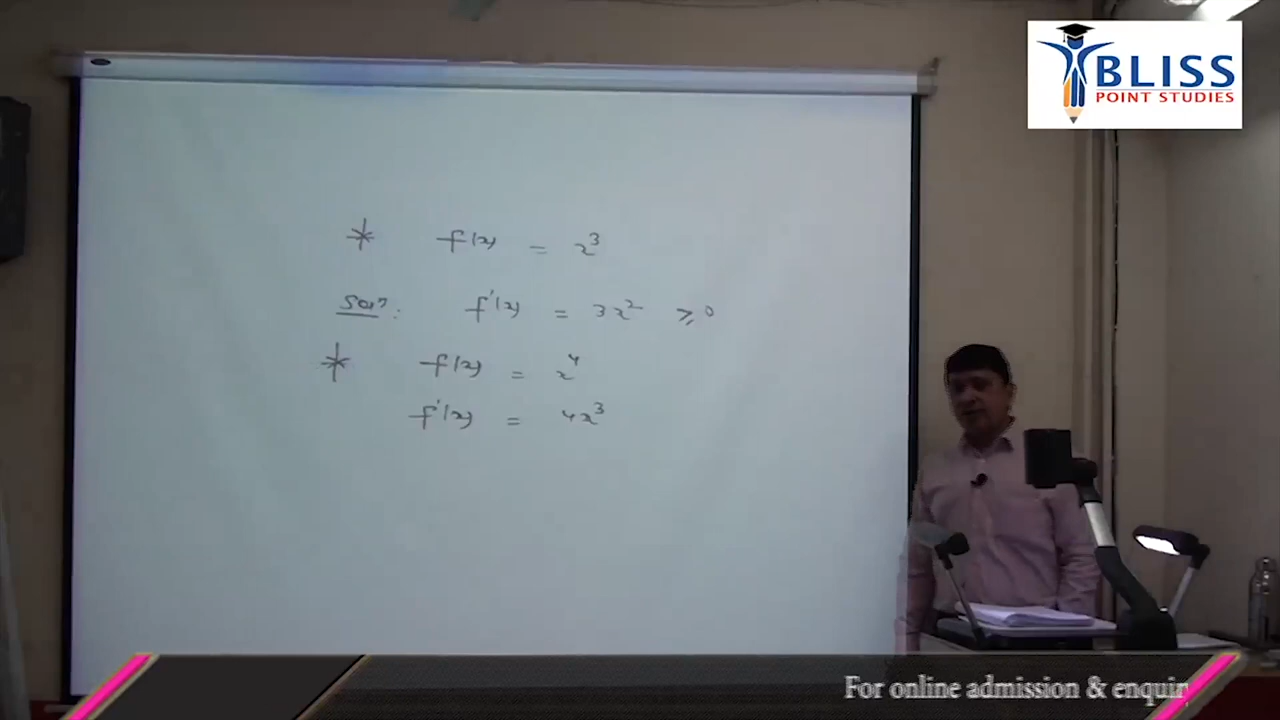 BLISS
POINT STUDIES
* f(x) = x³
Sol?: f'(x) = 3x² ⩾ 0
* f(x) = x⁴
f'(x) = 4x³
For online admission & enquir